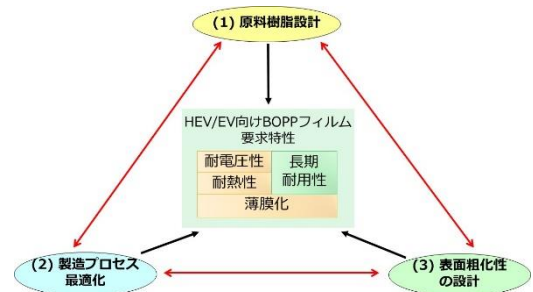 (1) 原料樹脂設計
HEV/EV向けBOPPフィルム
要求特性
耐電圧性
長期
耐用性
耐熱性
薄膜化
(2) 製造プロセス
最適化
(3) 表面粗化性
の設計